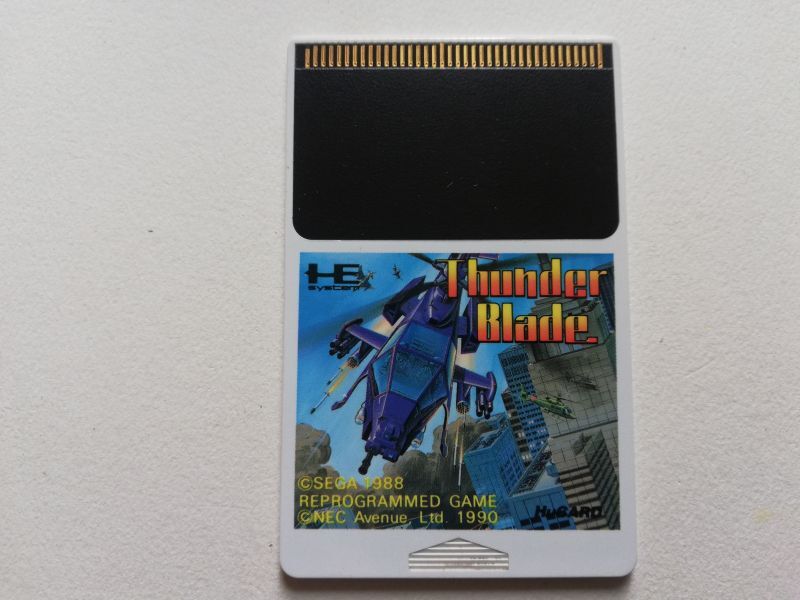 HE
system
Thunder
Blade
©SEGA 1988
REPROGRAMMED GAME
©NEC Avenue, Ltd. 1990
HuCARD